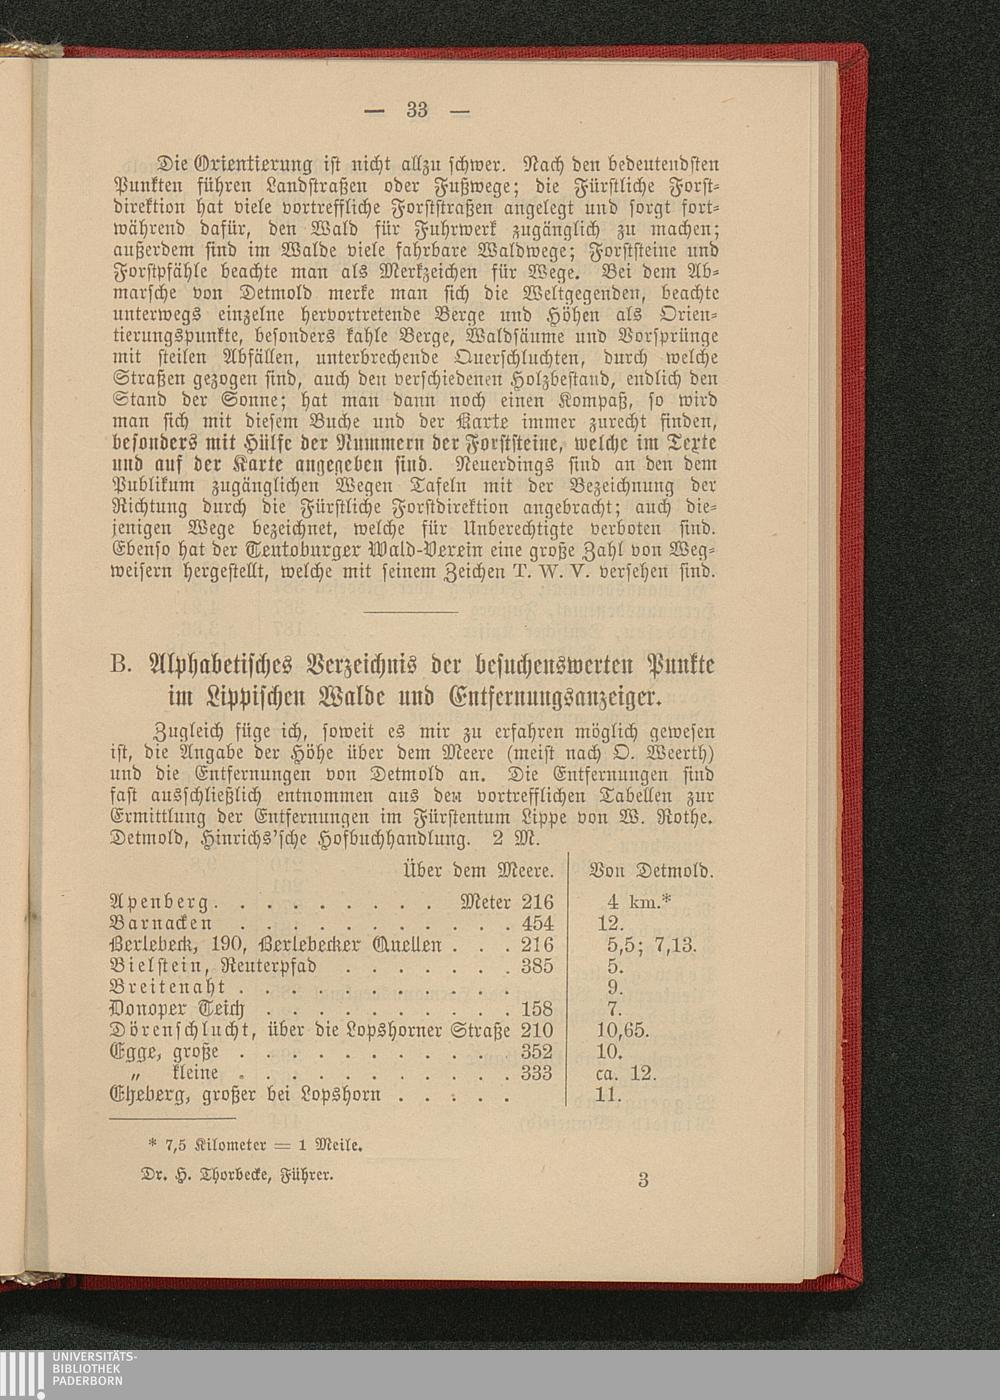 — 33 —
Die Orientierung ist nicht allzu schwer. Nach den bedeutendsten
Punkten führen Landstraßen oder Fußwege; die Fürstliche Forst-
direktion hat viele vortreffliche Forststraßen angelegt und sorgt fort-
während dafür, den Wald für Fuhrwerk zugänglich zu machen;
außerdem sind im Walde viele fahrbare Waldwege; Forststeine und
Forstpfähle beachte man als Merkzeichen für Wege. Bei dem Ab-
marsche von Detmold merke man sich die Weltgegenden, beachte
unterwegs einzelne hervortretende Berge und Höhen als Orien-
tierungspunkte, besonders kahle Berge, Waldsäume und Vorsprünge
mit steilen Abfällen, unterbrechende Querschluchten, durch welche
Straßen gezogen sind, auch den verschiedenen Holzbestand, endlich den
Stand der Sonne; hat man dann noch einen Kompaß, so wird
man sich mit diesem Buche und der Karte immer zurecht finden,
besonders mit Hülfe der Nummern der Forststeine, welche im Texte
und auf der Karte angegeben sind. Neuerdings sind an den dem
Publikum zugänglichen Wegen Tafeln mit der Bezeichnung der
Richtung durch die Fürstliche Forstdirektion angebracht; auch die-
jenigen Wege bezeichnet, welche für Unberechtigte verboten sind.
Ebenso hat der Teutoburger Wald-Verein eine große Zahl von Weg-
weisern hergestellt, welche mit seinem Zeichen T. W. V. versehen sind.
B. Alphabetisches Verzeichnis der besuchenswerten Punkte
im Lippischen Walde und Entfernungsanzeiger.
Zugleich füge ich, soweit es mir zu erfahren möglich gewesen
ist, die Angabe der Höhe über dem Meere (meist nach O. Weerth)
und die Entfernungen von Detmold an. Die Entfernungen sind
fast ausschließlich entnommen aus den vortrefflichen Tabellen zur
Ermittlung der Entfernungen im Fürstentum Lippe von W. Rothe.
Detmold, Hinrichs'sche Hofbuchhandlung. 2 M.
Über dem Meere. Von Detmold.
Apenberg . . . . . . . . . Meter 216 4 km.*
Barnacken . . . . . . . . . . . 454 12.
Berlebeck, 190, Berlebecker Quellen . . . 216 5,5; 7,13.
Bielstein, Reuterpfad . . . . . . . 385 5.
Breitenaht . . . . . . . . . . . 9.
Donoper Teich . . . . . . . . . . 158 7.
Dörenschlucht, über die Lopshorner Straße 210 10,65.
Egge, große . . . . . . . . . . 352 10.
„ kleine . . . . . . . . . . . 333 ca. 12.
Eheberg, großer bei Lopshorn . . . . . 11.
* 7,5 Kilometer = 1 Meile.
Dr. H. Thorbecke, Führer. 3
UNIVERSITÄTS-
BIBLIOTHEK
PADERBORN